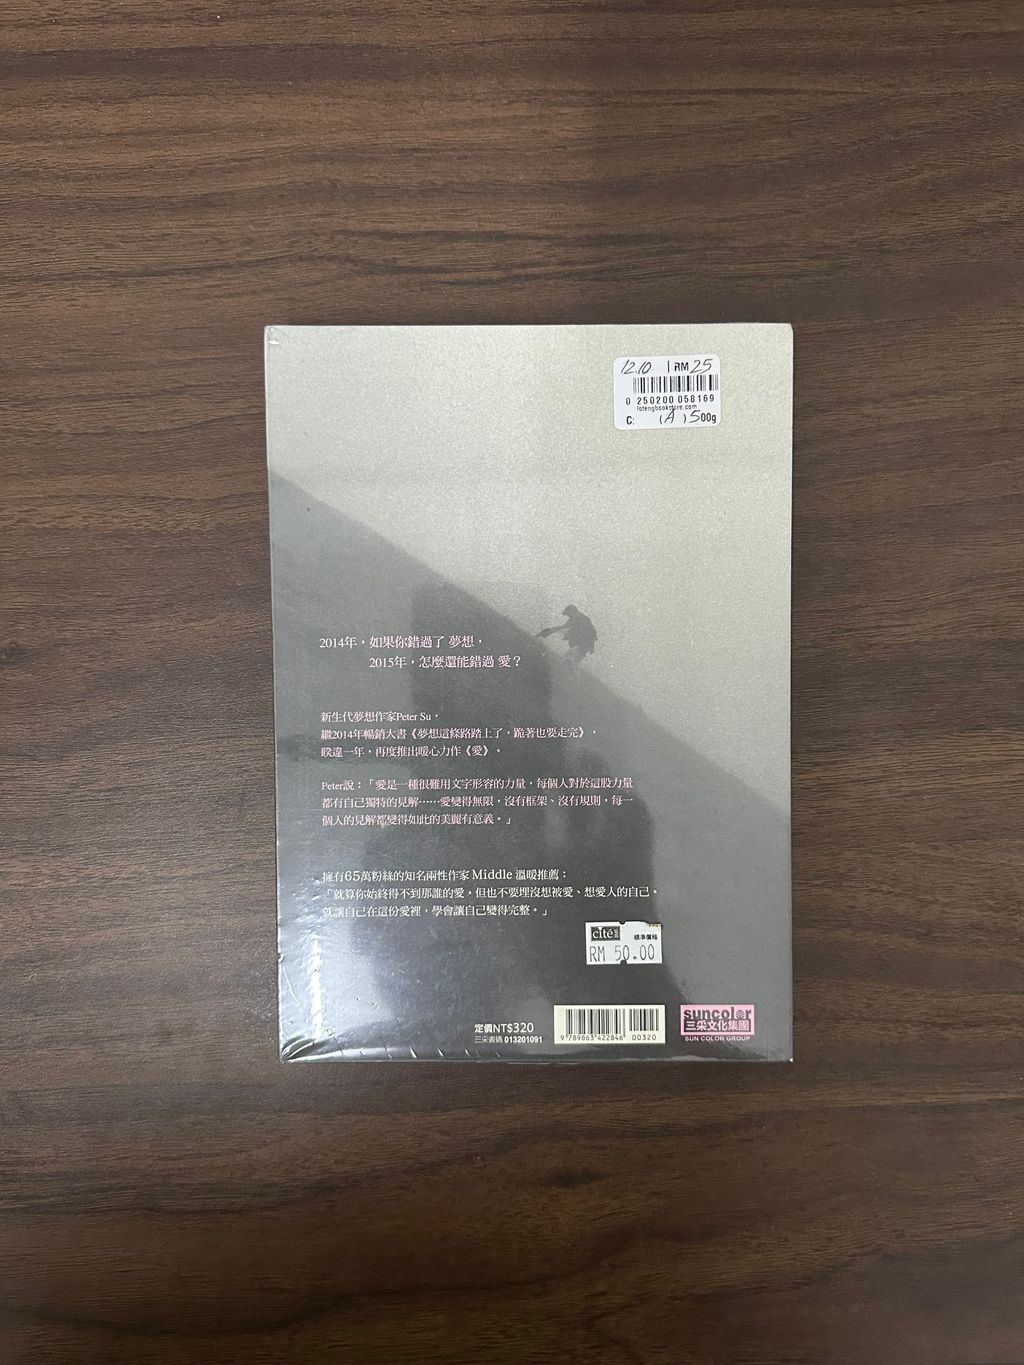 12.10 | RM 25
0 250200 058169
lotengbookstore.com
C: (A) 500g
2014年，如果你錯過了 夢想，
2015年，怎麼還能錯過 愛？
新生代夢想作家Peter Su，
繼2014年暢銷大書《夢想這條路踏上了，跪著也要走完》，
睽違一年，再度推出暖心力作《愛》。
Peter說：「愛是一種很難用文字形容的力量，每個人對於這股力量
都有自己獨特的見解⋯⋯愛變得無限，沒有框架、沒有規則，每一
個人的見解都變得如此的美麗有意義。」
擁有65萬粉絲的知名兩性作家 Middle 溫暖推薦：
「就算你始終得不到那誰的愛，但也不要埋沒想被愛、想愛人的自己。
就讓自己在這份愛裡，學會讓自己變得完整。」
cité 標準價格
RM 50.00
定價NT$320
三采書碼 013201091
9 789863 422846 00320
suncolor
三采文化集團
SUN COLOR GROUP